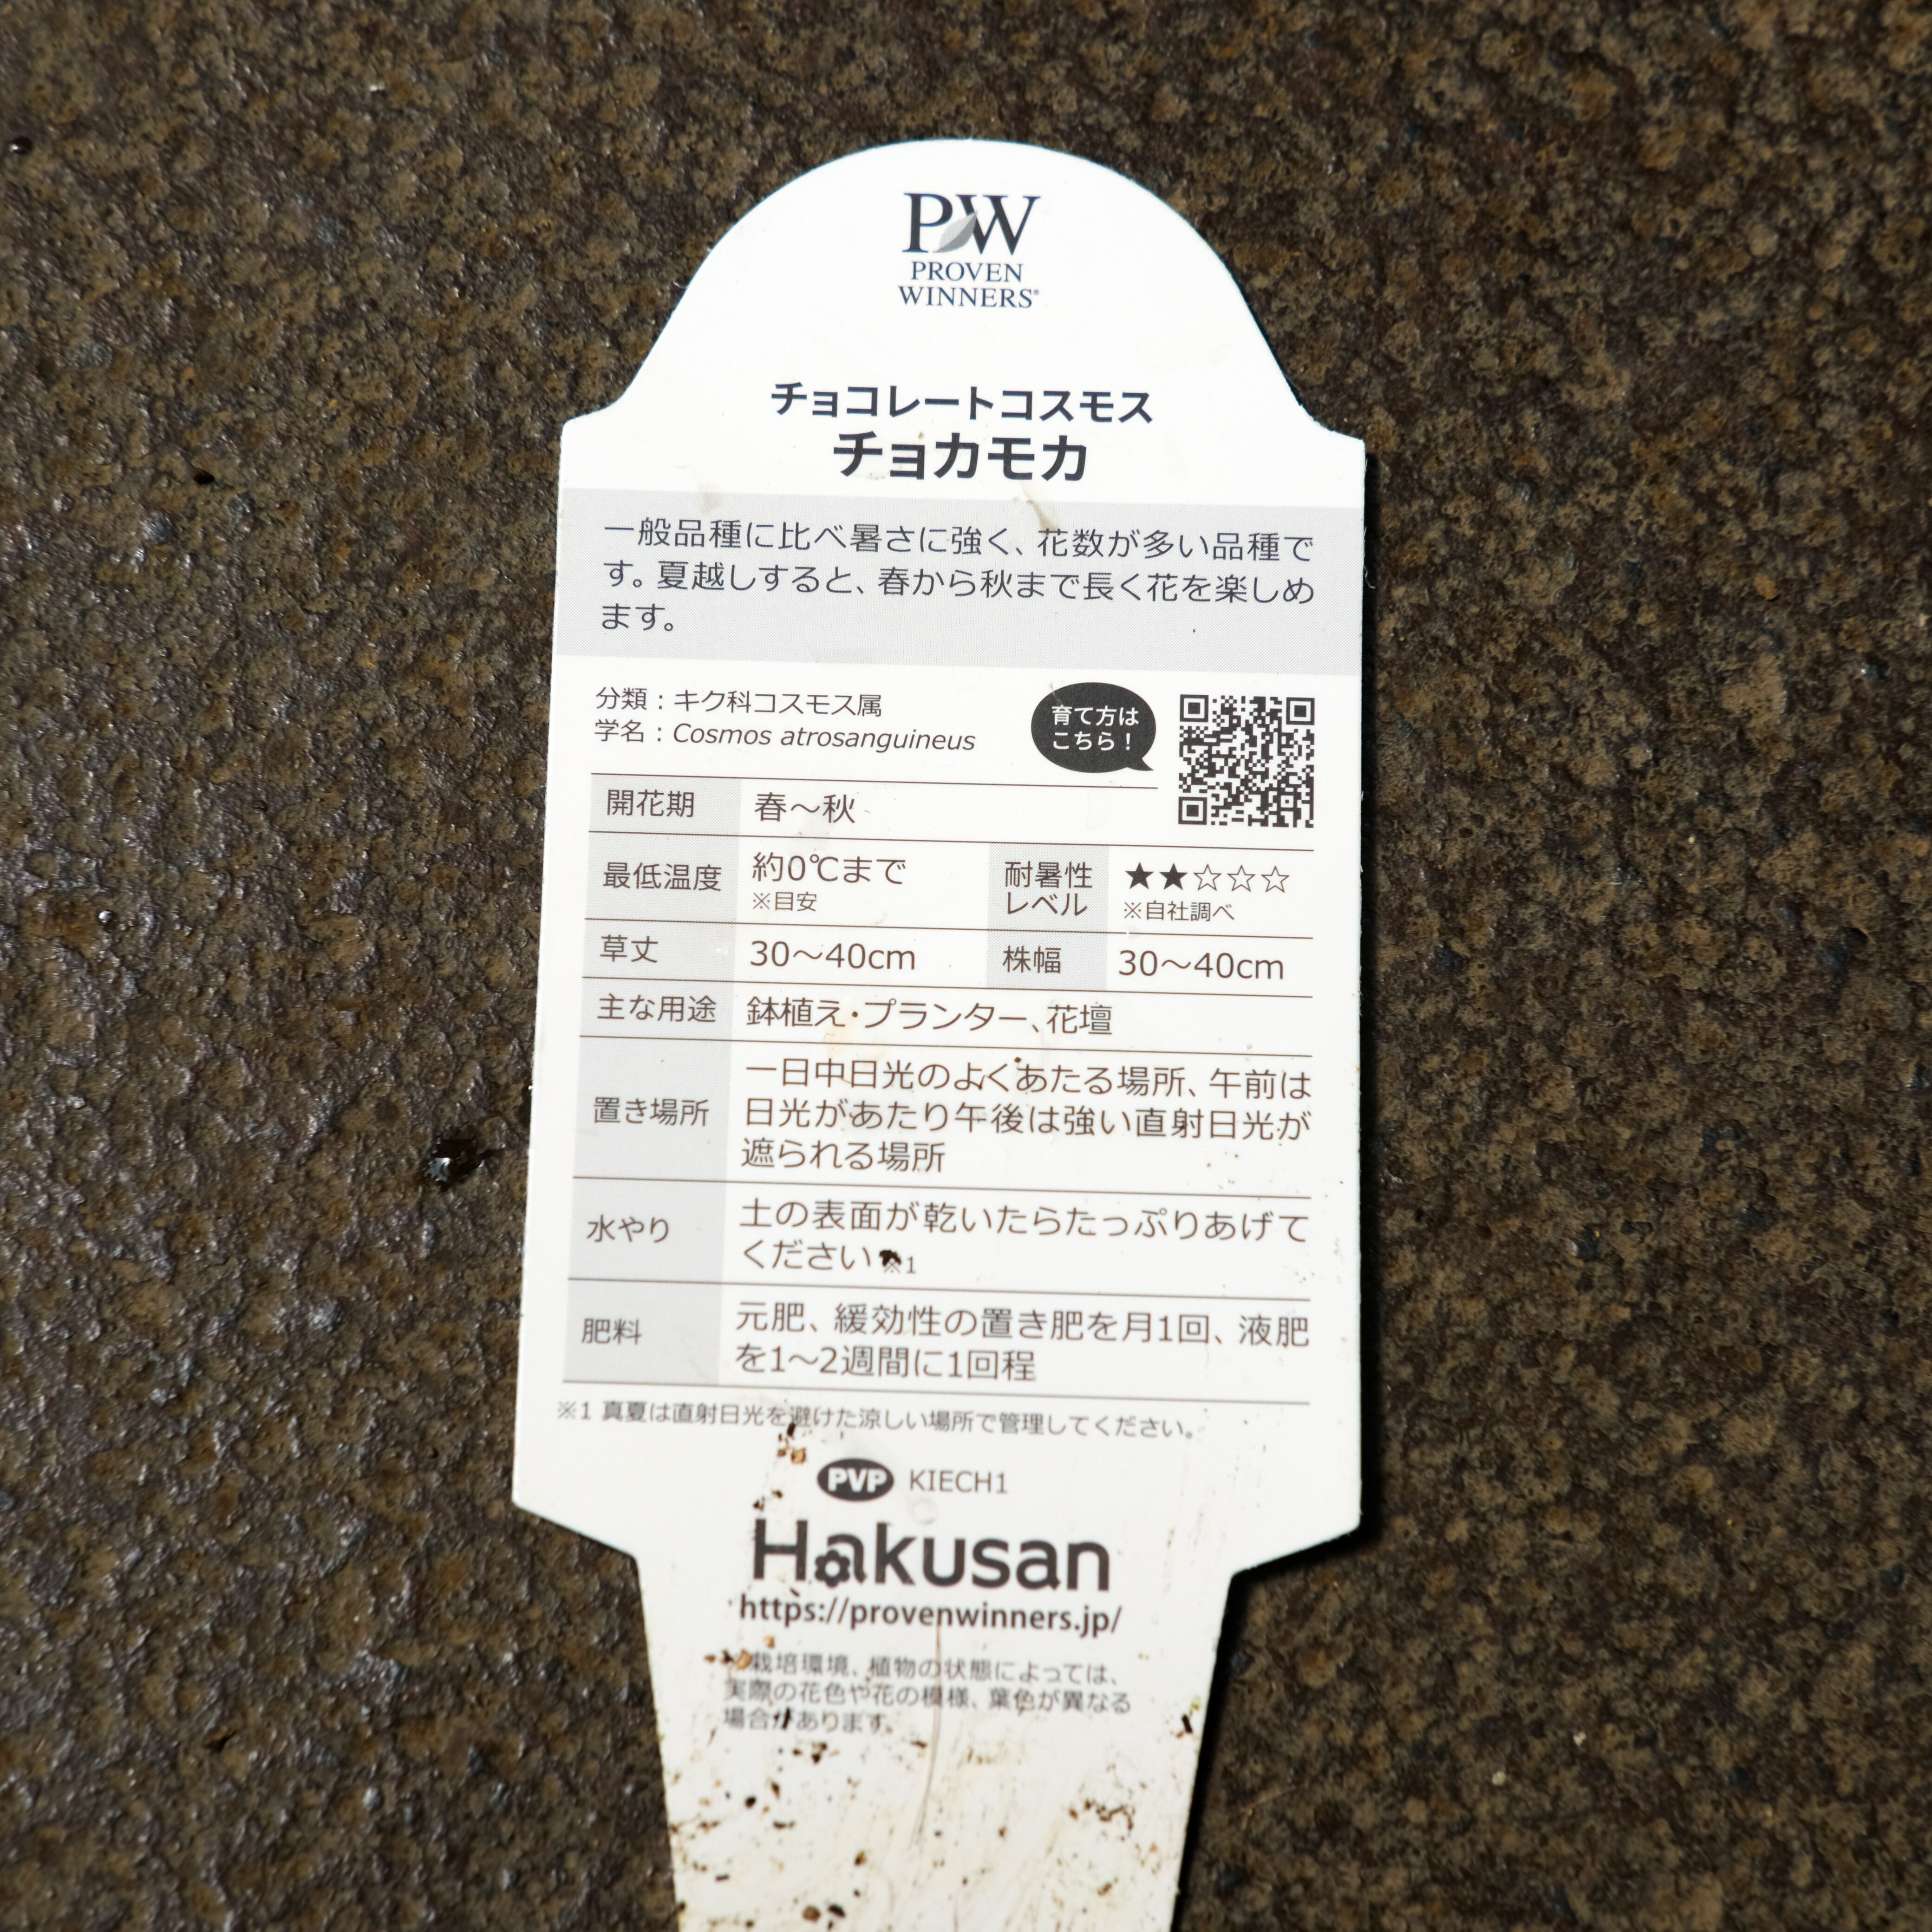 PW
PROVEN
WINNERS®
チョコレートコスモス
チョカモカ
一般品種に比べ暑さに強く、花数が多い品種で
す。夏越しすると、春から秋まで長く花を楽しめ
ます。
分類：キク科コスモス属
学名：Cosmos atrosanguineus
育て方は
こちら！
開花期 春〜秋
最低温度 約0℃まで
※目安
耐暑性
レベル
★★☆☆☆
※自社調べ
草丈 30〜40cm 株幅 30〜40cm
主な用途 鉢植え・プランター、花壇
置き場所
一日中日光のよくあたる場所、午前は
日光があたり午後は強い直射日光が
遮られる場所
水やり
土の表面が乾いたらたっぷりあげて
ください※1
肥料
元肥、緩効性の置き肥を月1回、液肥
を1〜2週間に1回程
※1 真夏は直射日光を避けた涼しい場所で管理してください。
PVP KIECH1
Hakusan
https://provenwinners.jp/
栽培環境、植物の状態によっては、
実際の花色や花の模様、葉色が異なる
場合があります。